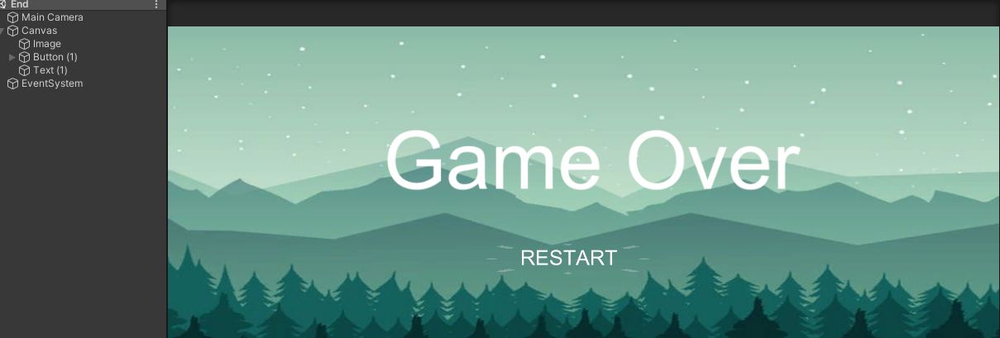 End
Main Camera
Canvas
Image
Button (1)
Text (1)
EventSystem
Game Over
RESTART